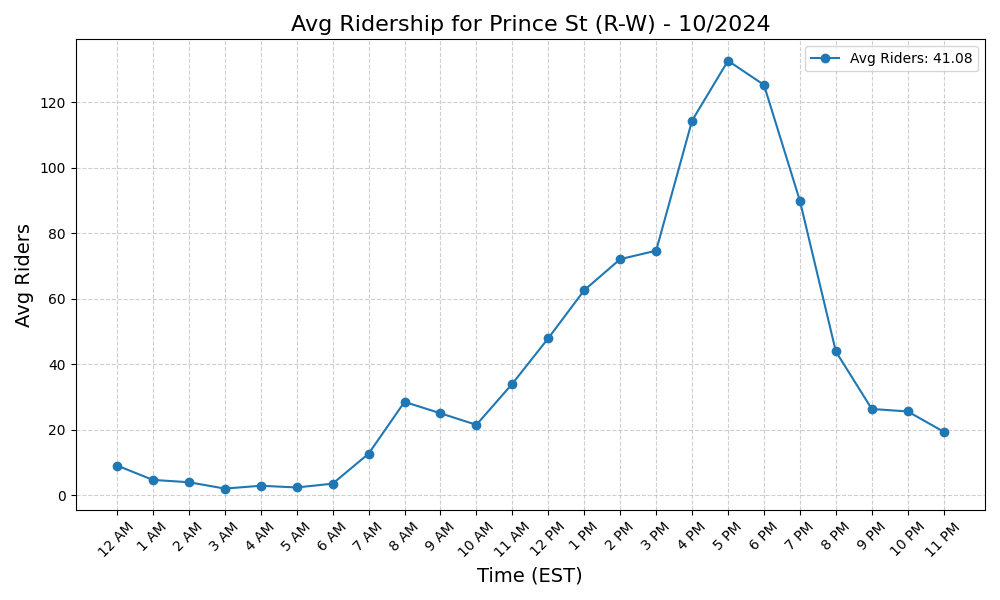 Avg Ridership for Prince St (R-W) - 10/2024
Avg Riders: 41.08
Avg Riders
120
100
80
60
40
20
0
12 AM
1 AM
2 AM
3 AM
4 AM
5 AM
6 AM
7 AM
8 AM
9 AM
10 AM
11 AM
12 PM
1 PM
2 PM
3 PM
4 PM
5 PM
6 PM
7 PM
8 PM
9 PM
10 PM
11 PM
Time (EST)